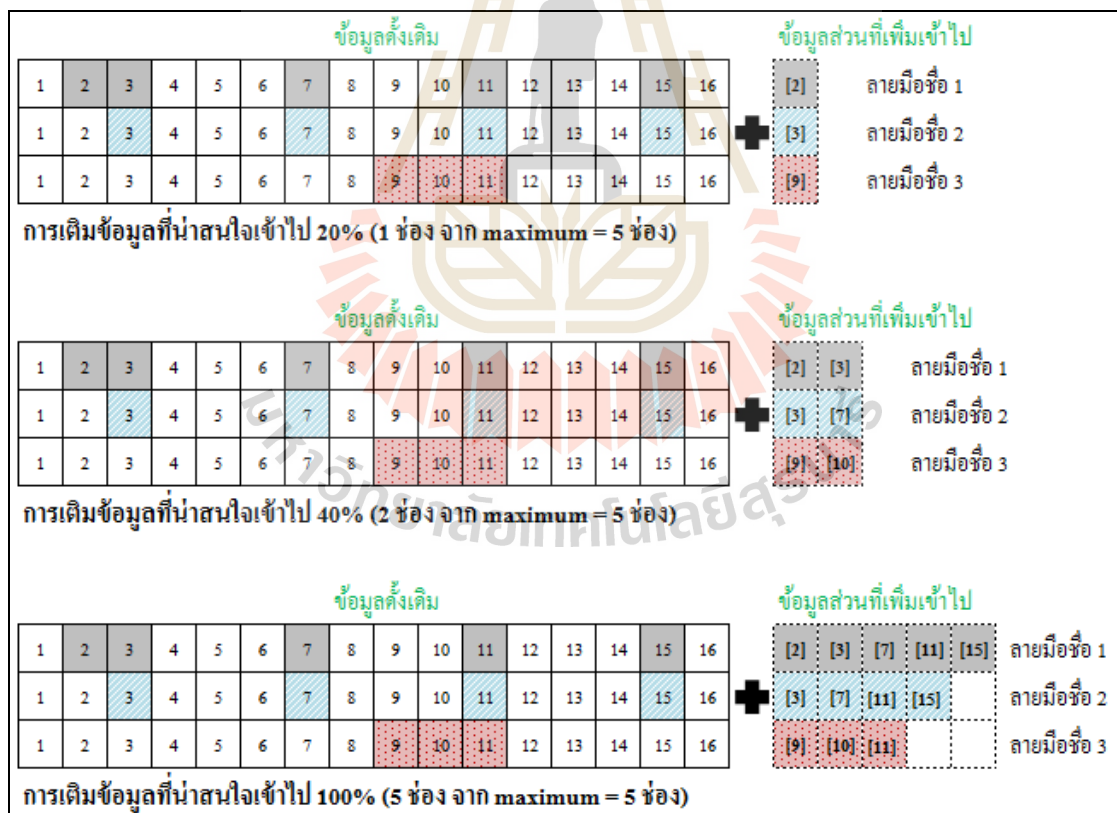 ข้อมูลดั้งเดิม ข้อมูลส่วนที่เพิ่มเข้าไป
1 2 3 4 5 6 7 8 9 10 11 12 13 14 15 16 [2] ลายมือชื่อ 1
1 2 3 4 5 6 7 8 9 10 11 12 13 14 15 16 [3] ลายมือชื่อ 2
1 2 3 4 5 6 7 8 9 10 11 12 13 14 15 16 [9] ลายมือชื่อ 3
การเติมข้อมูลที่น่าสนใจเข้าไป 20% (1 ช่อง จาก maximum = 5 ช่อง)
ข้อมูลดั้งเดิม ข้อมูลส่วนที่เพิ่มเข้าไป
1 2 3 4 5 6 7 8 9 10 11 12 13 14 15 16 [2] [3] ลายมือชื่อ 1
1 2 3 4 5 6 7 8 9 10 11 12 13 14 15 16 [3] [7] ลายมือชื่อ 2
1 2 3 4 5 6 7 8 9 10 11 12 13 14 15 16 [9] [10] ลายมือชื่อ 3
การเติมข้อมูลที่น่าสนใจเข้าไป 40% (2 ช่อง จาก maximum = 5 ช่อง)
ข้อมูลดั้งเดิม ข้อมูลส่วนที่เพิ่มเข้าไป
1 2 3 4 5 6 7 8 9 10 11 12 13 14 15 16 [2] [3] [7] [11] [15] ลายมือชื่อ 1
1 2 3 4 5 6 7 8 9 10 11 12 13 14 15 16 [3] [7] [11] [15] ลายมือชื่อ 2
1 2 3 4 5 6 7 8 9 10 11 12 13 14 15 16 [9] [10] [11] ลายมือชื่อ 3
การเติมข้อมูลที่น่าสนใจเข้าไป 100% (5 ช่อง จาก maximum = 5 ช่อง)